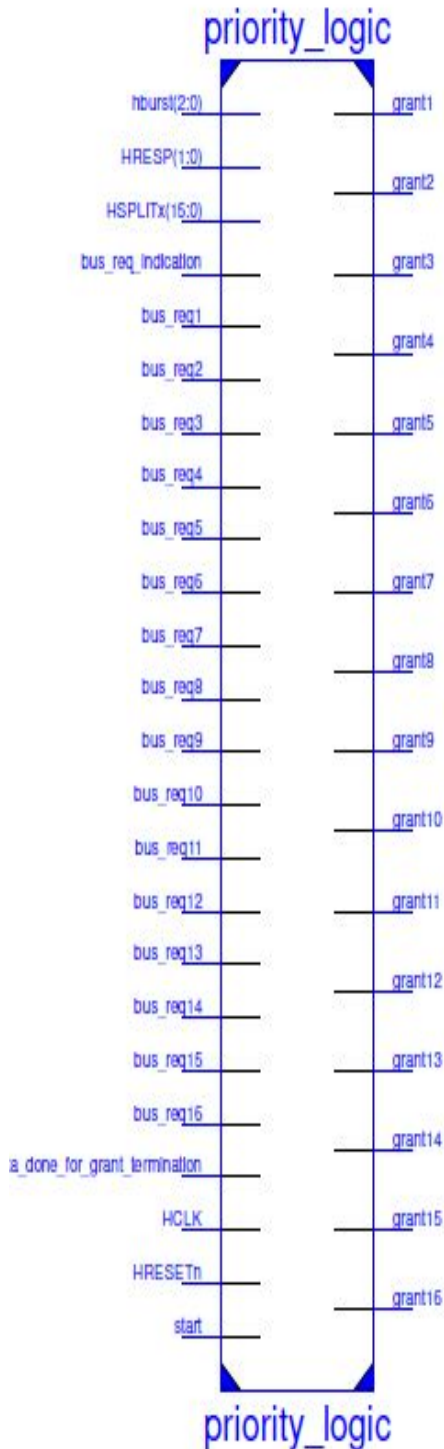 priority_logic
hburst(2:0)
HRESP(1:0)
HSPLITx(15:0)
bus_req_indication
bus_req1
bus_req2
bus_req3
bus_req4
bus_req5
bus_req6
bus_req7
bus_req8
bus_req9
bus_req10
bus_req11
bus_req12
bus_req13
bus_req14
bus_req15
bus_req16
a_done_for_grant_termination
HCLK
HRESETn
start
grant1
grant2
grant3
grant4
grant5
grant6
grant7
grant8
grant9
grant10
grant11
grant12
grant13
grant14
grant15
grant16
priority_logic